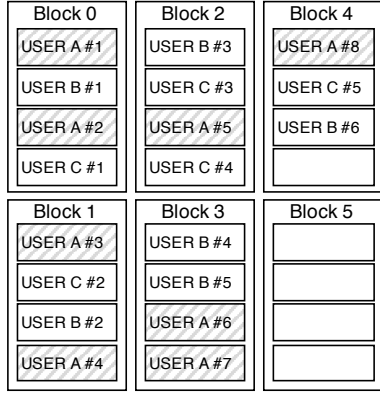 Block 0
USER A #1
USER B #1
USER A #2
USER C #1
Block 2
USER B #3
USER C #3
USER A #5
USER C #4
Block 4
USER A #8
USER C #5
USER B #6
Block 1
USER A #3
USER C #2
USER B #2
USER A #4
Block 3
USER B #4
USER B #5
USER A #6
USER A #7
Block 5